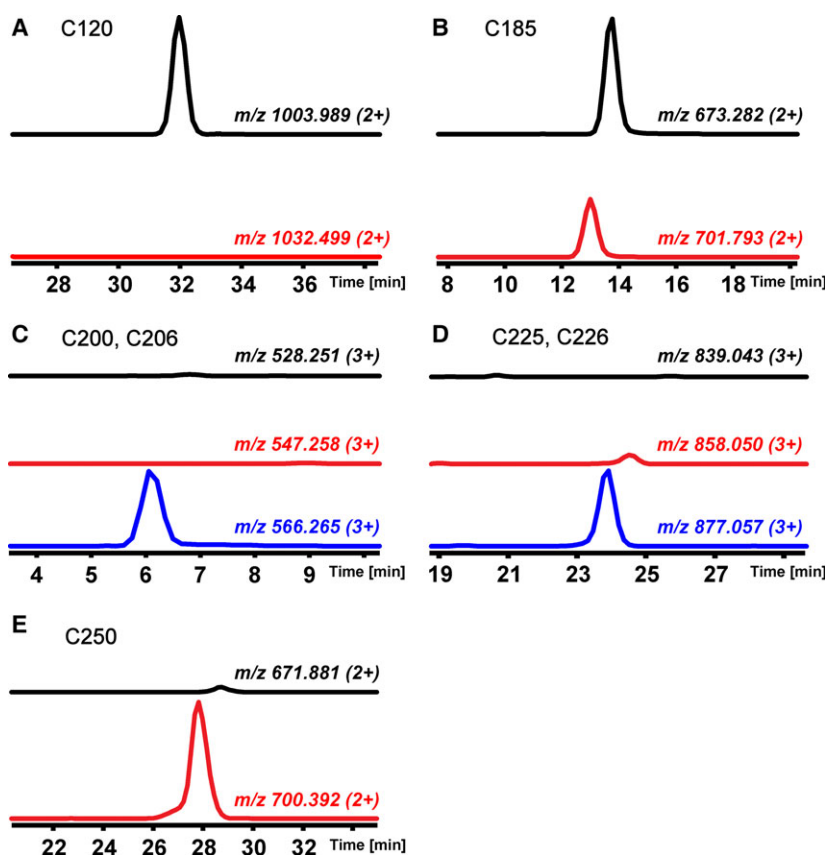 A C120
m/z 1003.989 (2+)
m/z 1032.499 (2+)
28 30 32 34 36 38 Time [min]
B C185
m/z 673.282 (2+)
m/z 701.793 (2+)
8 10 12 14 16 18 Time [min]
C C200, C206
m/z 528.251 (3+)
m/z 547.258 (3+)
m/z 566.265 (3+)
4 5 6 7 8 9 Time [min]
D C225, C226
m/z 839.043 (3+)
m/z 858.050 (3+)
m/z 877.057 (3+)
19 21 23 25 27 Time [min]
E C250
m/z 671.881 (2+)
m/z 700.392 (2+)
22 24 26 28 30 32 Time [min]